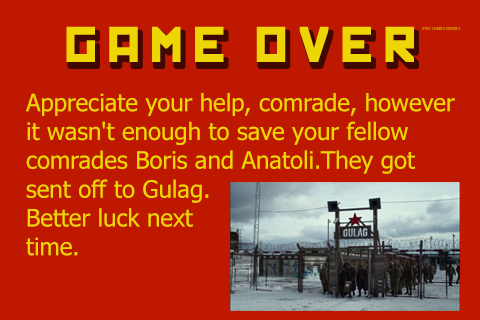 GAME OVER
Appreciate your help, comrade, however
it wasn't enough to save your fellow
comrades Boris and Anatoli.They got
sent off to Gulag.
Better luck next
time.
GULAG